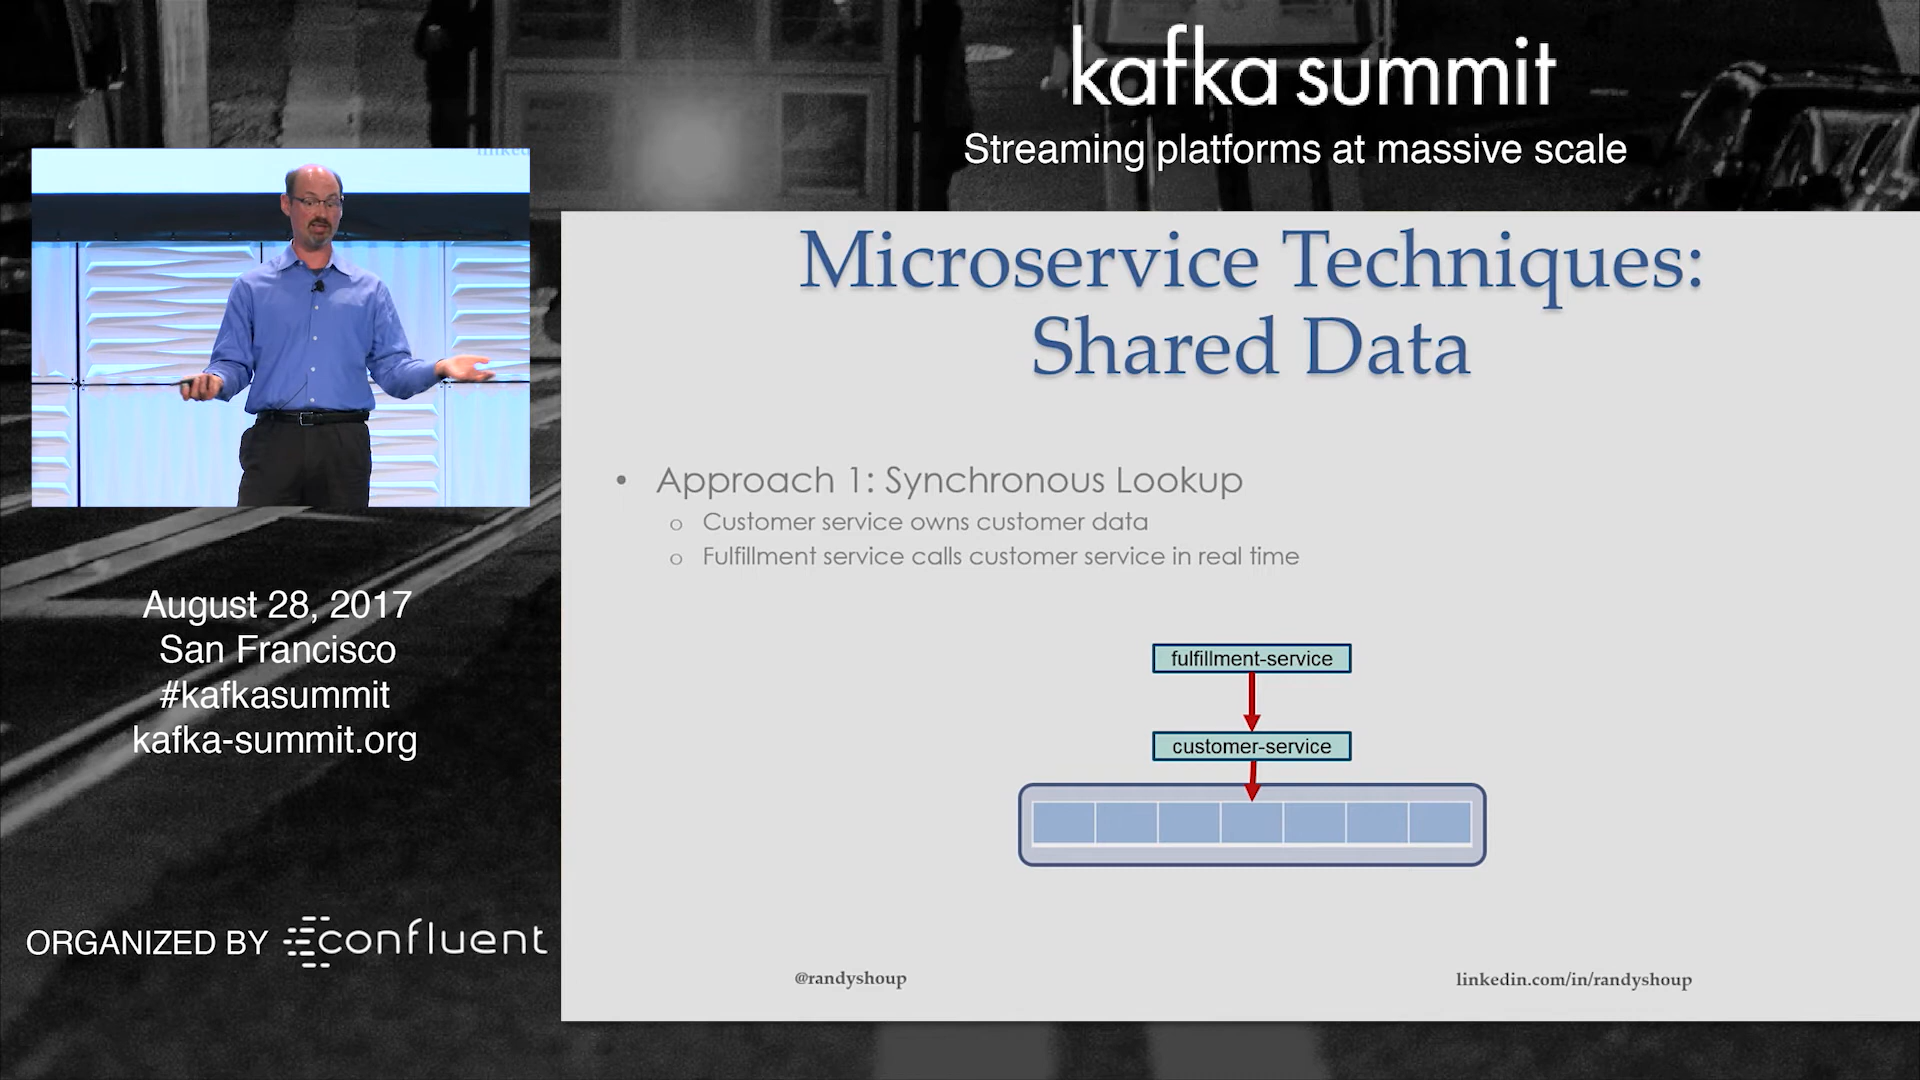 kafka summit
Streaming platforms at massive scale
linked
Microservice Techniques:
Shared Data
• Approach 1: Synchronous Lookup
o Customer service owns customer data
o Fulfillment service calls customer service in real time
fulfillment-service
customer-service
@randyshoup
linkedin.com/in/randyshoup
August 28, 2017
San Francisco
#kafkasummit
kafka-summit.org
ORGANIZED BY confluent